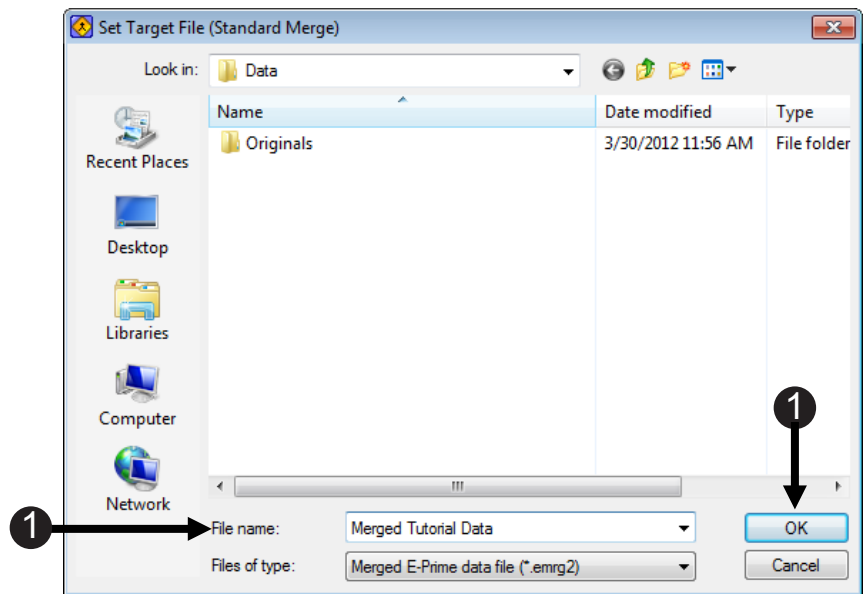 Set Target File (Standard Merge)
Look in: Data
Name Date modified Type
Originals 3/30/2012 11:56 AM File folder
Recent Places
Desktop
Libraries
Computer
Network
1
1
File name: Merged Tutorial Data OK
Files of type: Merged E-Prime data file (*.emrg2) Cancel